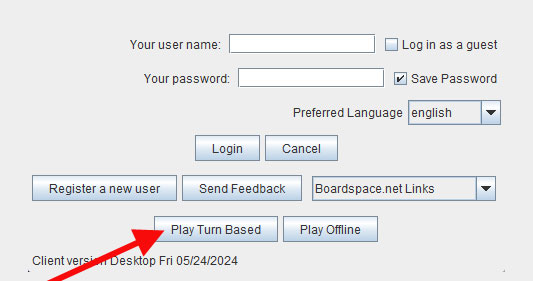 Your user name: Log in as a guest
Your password: Save Password
Preferred Language english
Login Cancel
Register a new user Send Feedback Boardspace.net Links
Play Turn Based Play Offline
Client version Desktop Fri 05/24/2024